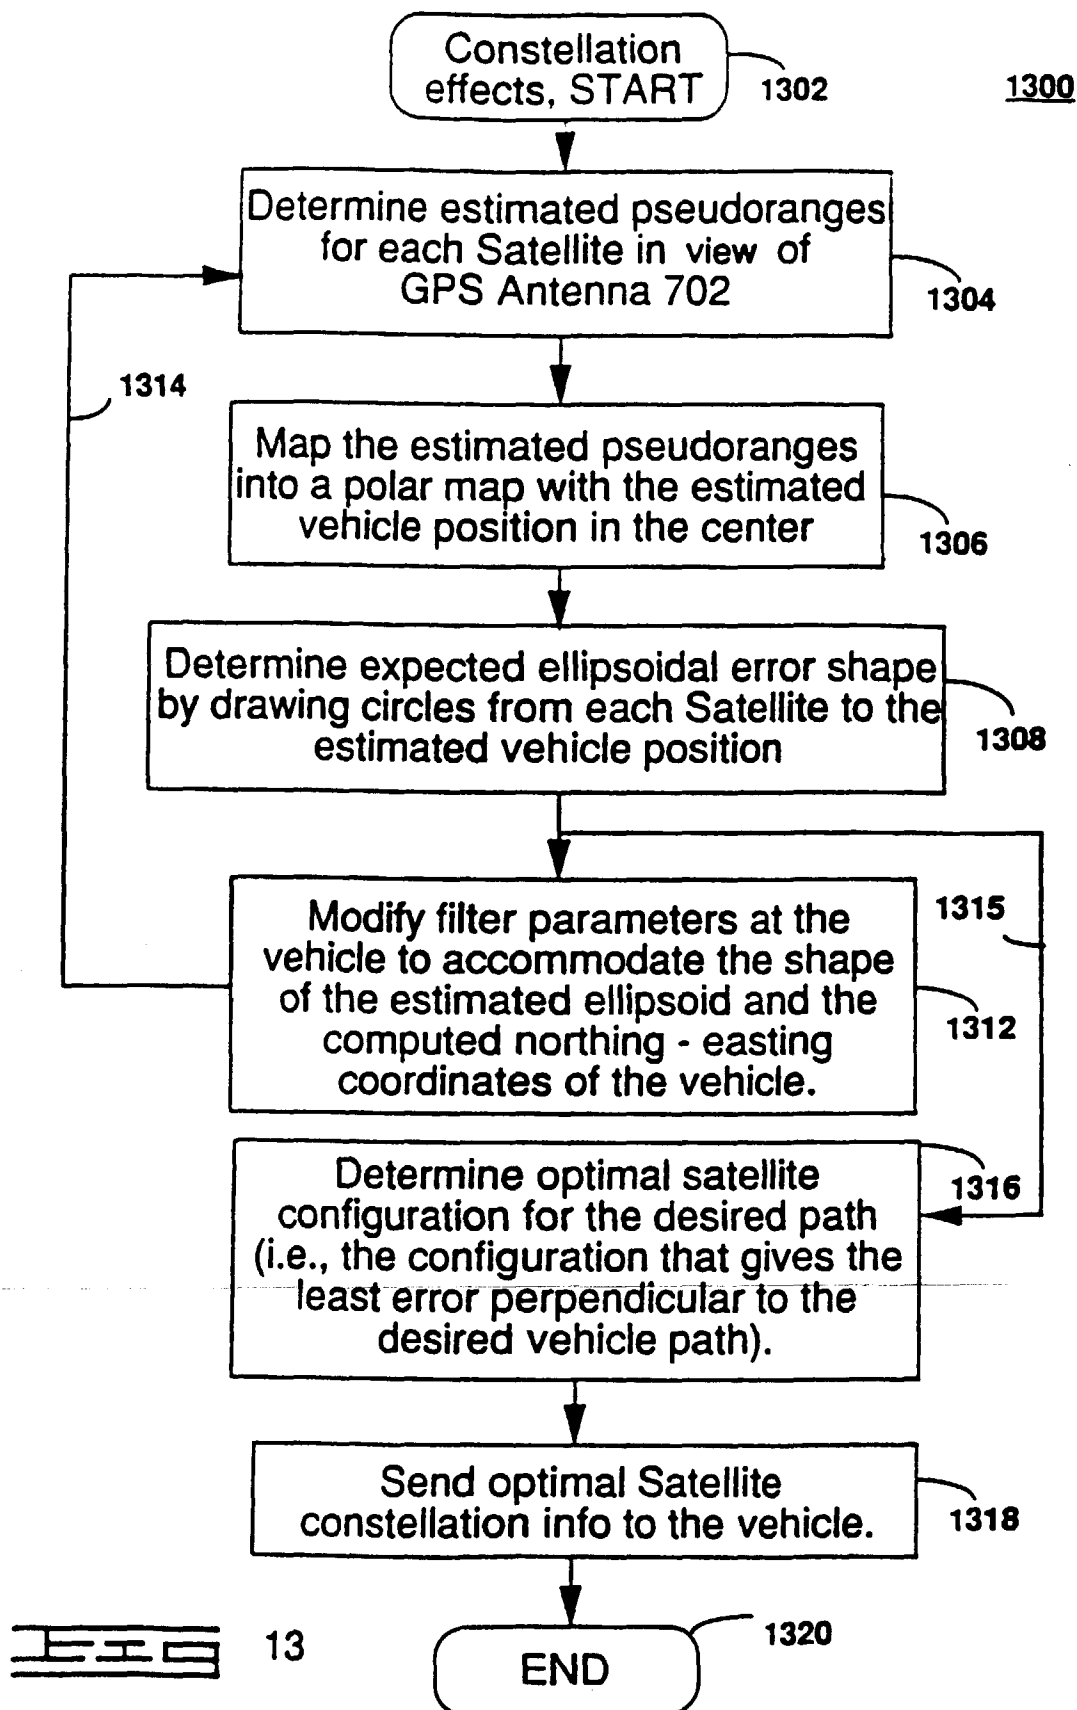 Constellation
effects, START
1302
1300
Determine estimated pseudoranges
for each Satellite in view of
GPS Antenna 702
1304
1314
Map the estimated pseudoranges
into a polar map with the estimated
vehicle position in the center
1306
Determine expected ellipsoidal error shape
by drawing circles from each Satellite to the
estimated vehicle position
1308
Modify filter parameters at the
vehicle to accommodate the shape
of the estimated ellipsoid and the
computed northing - easting
coordinates of the vehicle.
1315
1312
Determine optimal satellite
configuration for the desired path
(i.e., the configuration that gives the
least error perpendicular to the
desired vehicle path).
1316
Send optimal Satellite
constellation info to the vehicle.
1318
END
1320
FIG 13